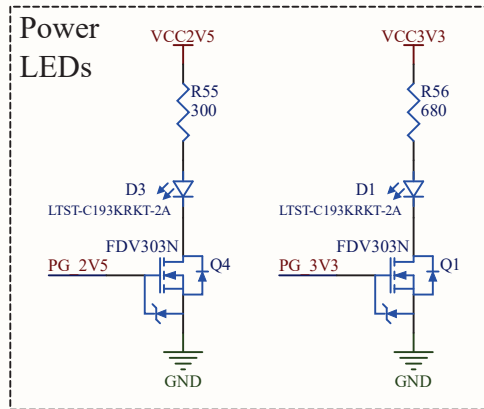 Power
LEDs
VCC2V5
VCC3V3
R55
300
R56
680
D3
LTST-C193KRKT-2A
D1
LTST-C193KRKT-2A
FDV303N
FDV303N
PG_2V5
Q4
PG_3V3
Q1
GND
GND